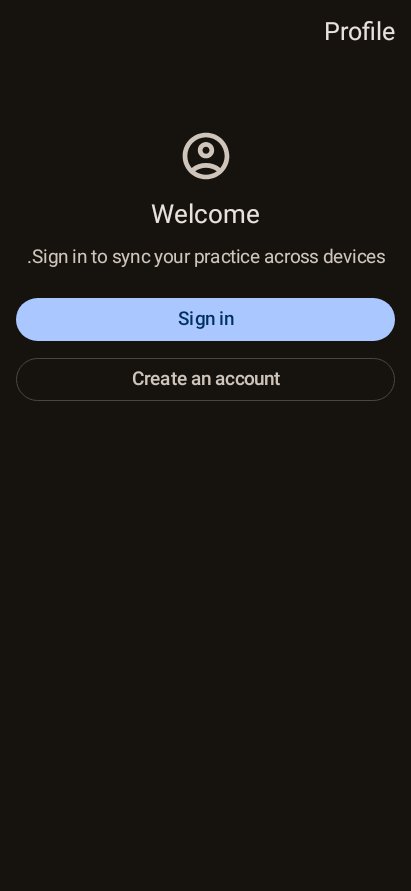 Profile
Welcome
.Sign in to sync your practice across devices
Sign in
Create an account